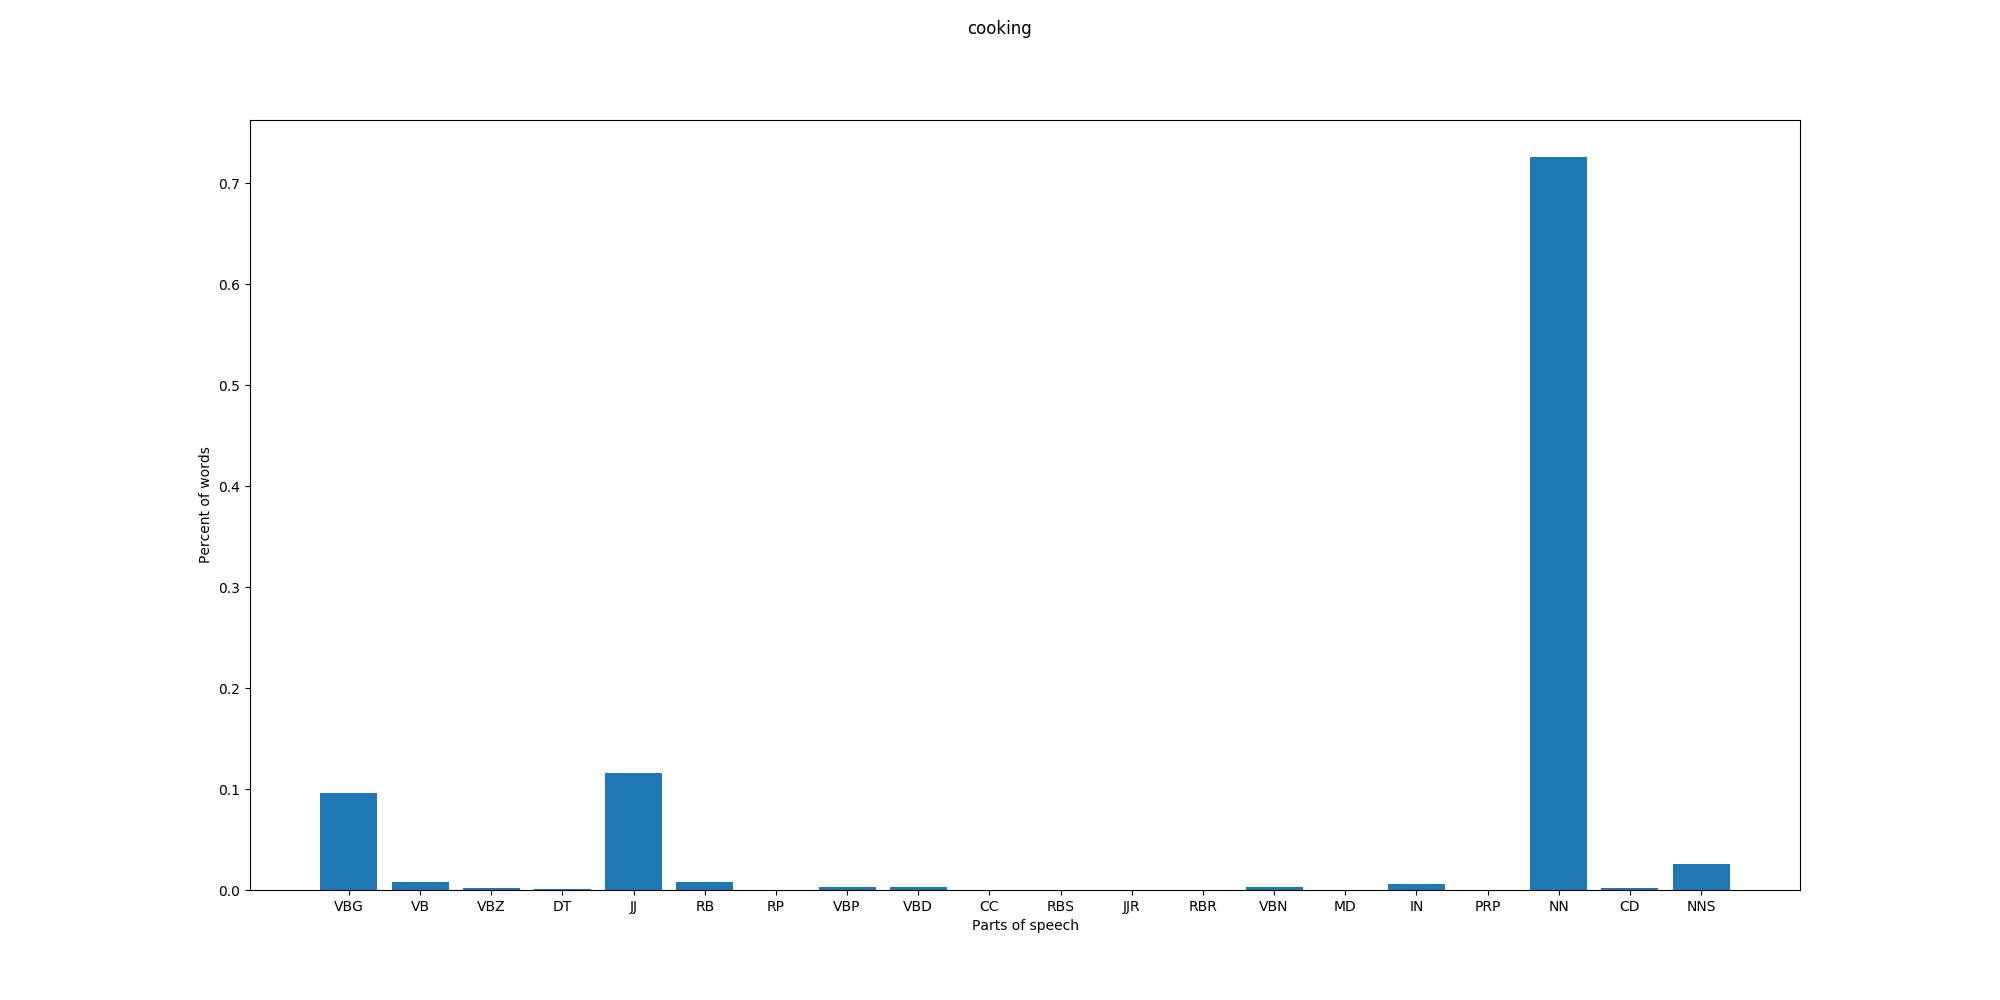 cooking
0.7
0.6
0.5
0.4
0.3
0.2
0.1
0.0
Percent of words
VBG VB VBZ DT JJ RB RP VBP VBD CC RBS JJR RBR VBN MD IN PRP NN CD NNS
Parts of speech